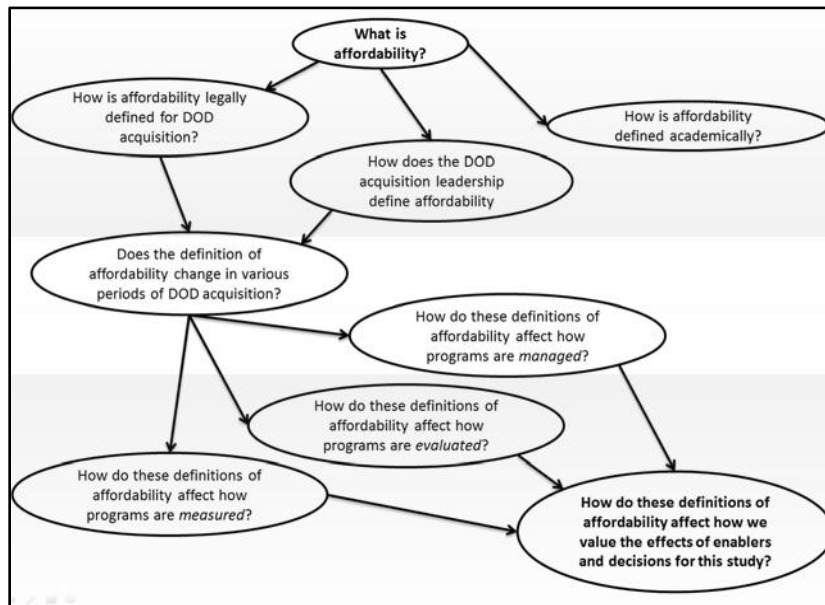 What is
affordability?
How is affordability legally
defined for DOD
acquisition?
How is affordability
defined academically?
How does the DOD
acquisition leadership
define affordability
Does the definition of
affordability change in various
periods of DOD acquisition?
How do these definitions of
affordability affect how
programs are managed?
How do these definitions of
affordability affect how
programs are evaluated?
How do these definitions of
affordability affect how
programs are measured?
How do these definitions of
affordability affect how we
value the effects of enablers
and decisions for this study?